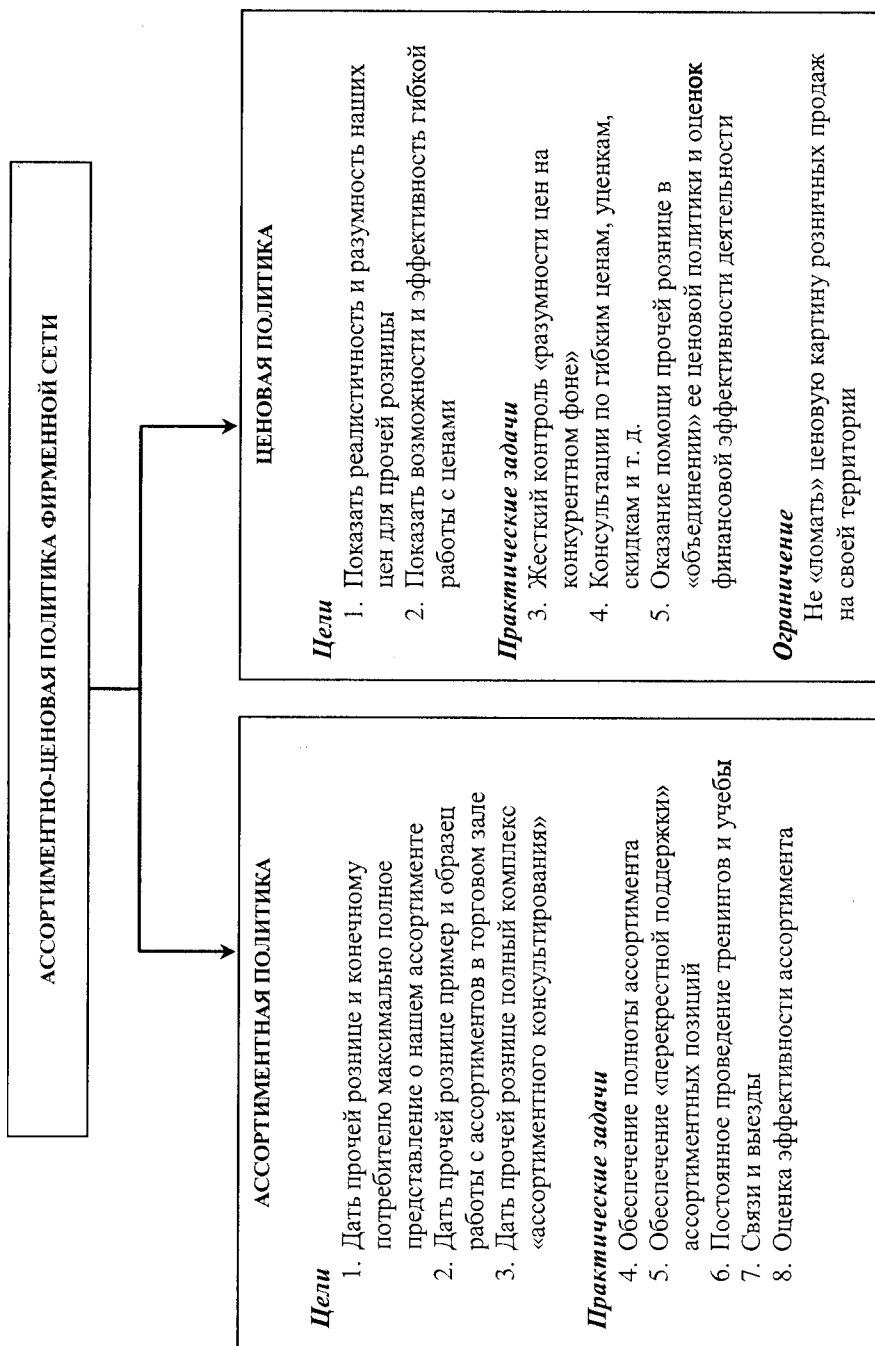 АССОРТИМЕНТНО-ЦЕНОВАЯ ПОЛИТИКА ФИРМЕННОЙ СЕТИ
АССОРТИМЕНТНАЯ ПОЛИТИКА
Цели
1. Дать прочей рознице и конечному
потребителю максимально полное
представление о нашем ассортименте
2. Дать прочей рознице пример и образец
работы с ассортиментов в торговом зале
3. Дать прочей рознице полный комплекс
«ассортиментного консультирования»
Практические задачи
4. Обеспечение полноты ассортимента
5. Обеспечение «перекрестной поддержки»
ассортиментных позиций
6. Постоянное проведение тренингов и учебы
7. Связи и выезды
8. Оценка эффективности ассортимента
ЦЕНОВАЯ ПОЛИТИКА
Цели
1. Показать реалистичность и разумность наших
цен для прочей розницы
2. Показать возможности и эффективность гибкой
работы с ценами
Практические задачи
3. Жесткий контроль «разумности цен на
конкурентном фоне»
4. Консультации по гибким ценам, уценкам,
скидкам и т. д.
5. Оказание помощи прочей рознице в
«объединении» ее ценовой политики и оценок
финансовой эффективности деятельности
Ограничение
Не «ломать» ценовую картину розничных продаж
на своей территории